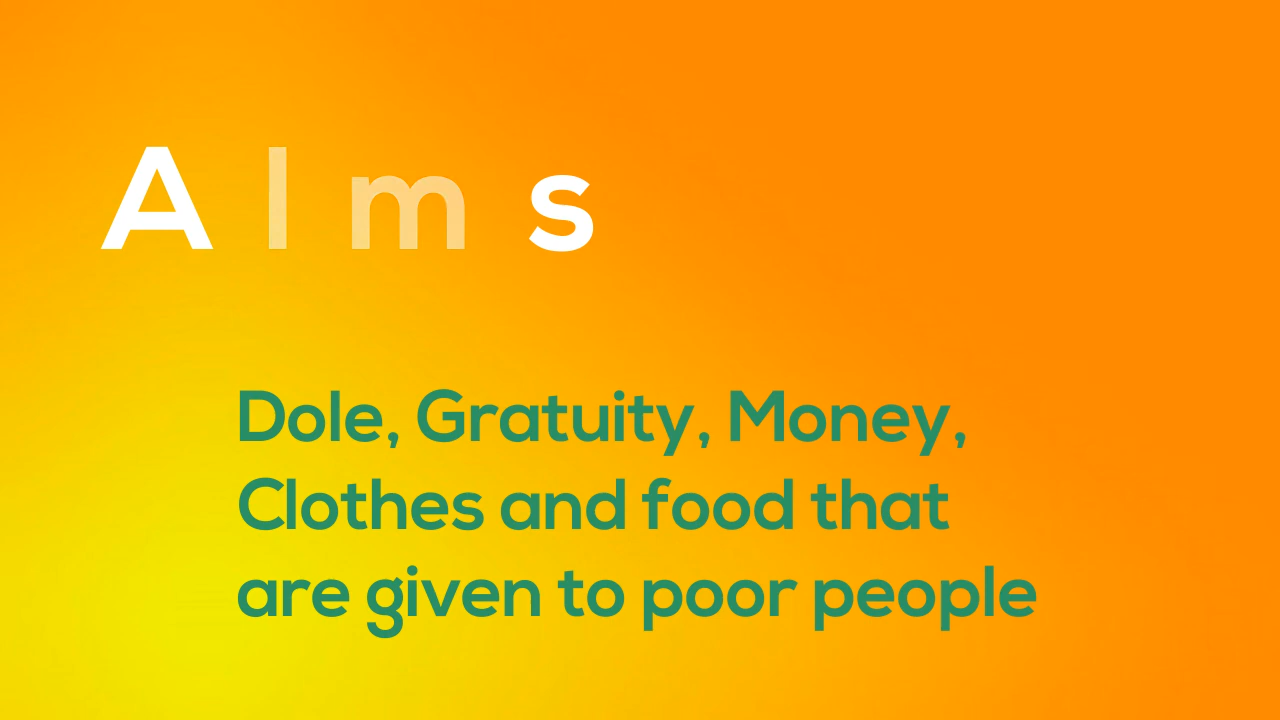 A l m s
Dole, Gratuity, Money,
Clothes and food that
are given to poor people